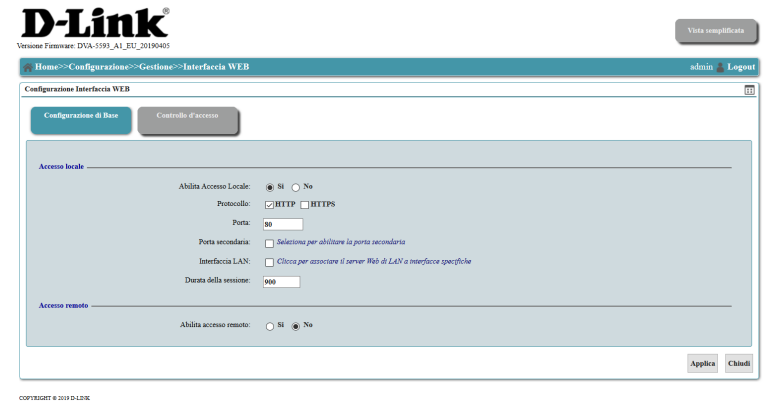 D-Link®
Versione Firmware: DVA-5593_A1_EU_20190405
Vista semplificata
Home>>Configurazione>>Gestione>>Interfaccia WEB
admin Logout
Configurazione Interfaccia WEB
Configurazione di Base
Controllo d'accesso
Accesso locale
Abilita Accesso Locale: Sì No
Protocollo: HTTP HTTPS
Porta: 80
Porta secondaria: Seleziona per abilitare la porta secondaria
Interfaccia LAN: Clicca per associare il server Web di LAN a interfacce specifiche
Durata della sessione: 900
Accesso remoto
Abilita accesso remoto: Sì No
Applica Chiudi
COPYRIGHT © 2019 D-LINK